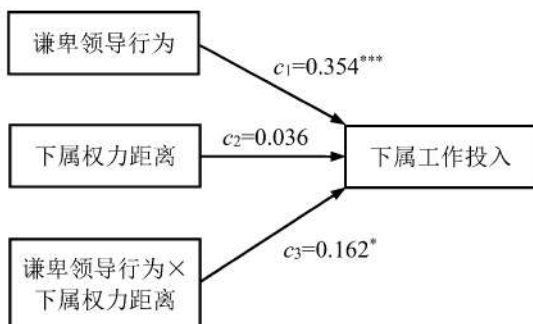 谦卑领导行为
c₁=0.354***
下属权力距离
c₂=0.036
下属工作投入
谦卑领导行为×
下属权力距离
c₃=0.162*